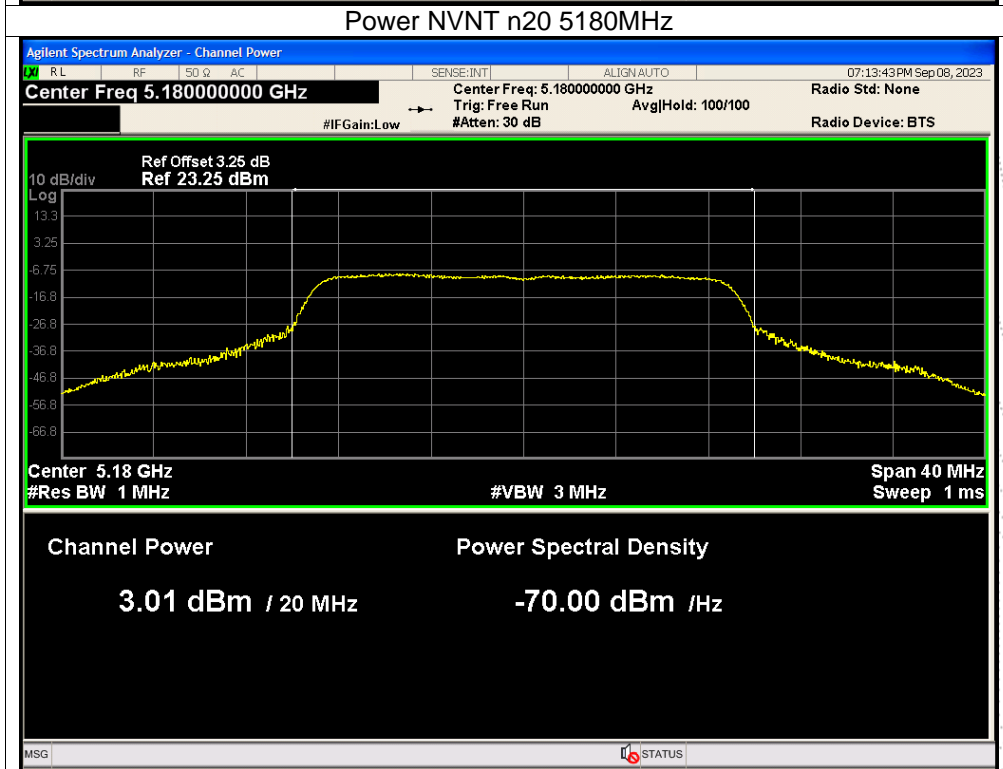 Power NVNT n20 5180MHz
Agilent Spectrum Analyzer - Channel Power
LXI RL RF 50 Ω AC SENSE:INT ALIGN AUTO 07:13:43 PM Sep 08, 2023
Center Freq 5.180000000 GHz Center Freq: 5.180000000 GHz Radio Std: None
Trig: Free Run Avg|Hold: 100/100
#IFGain:Low #Atten: 30 dB Radio Device: BTS
Ref Offset 3.25 dB
10 dB/div Ref 23.25 dBm
Log
13.3
3.25
-6.75
-16.8
-26.8
-36.8
-46.8
-56.8
-66.8
Center 5.18 GHz Span 40 MHz
#Res BW 1 MHz #VBW 3 MHz Sweep 1 ms
Channel Power Power Spectral Density
3.01 dBm / 20 MHz -70.00 dBm /Hz
MSG STATUS